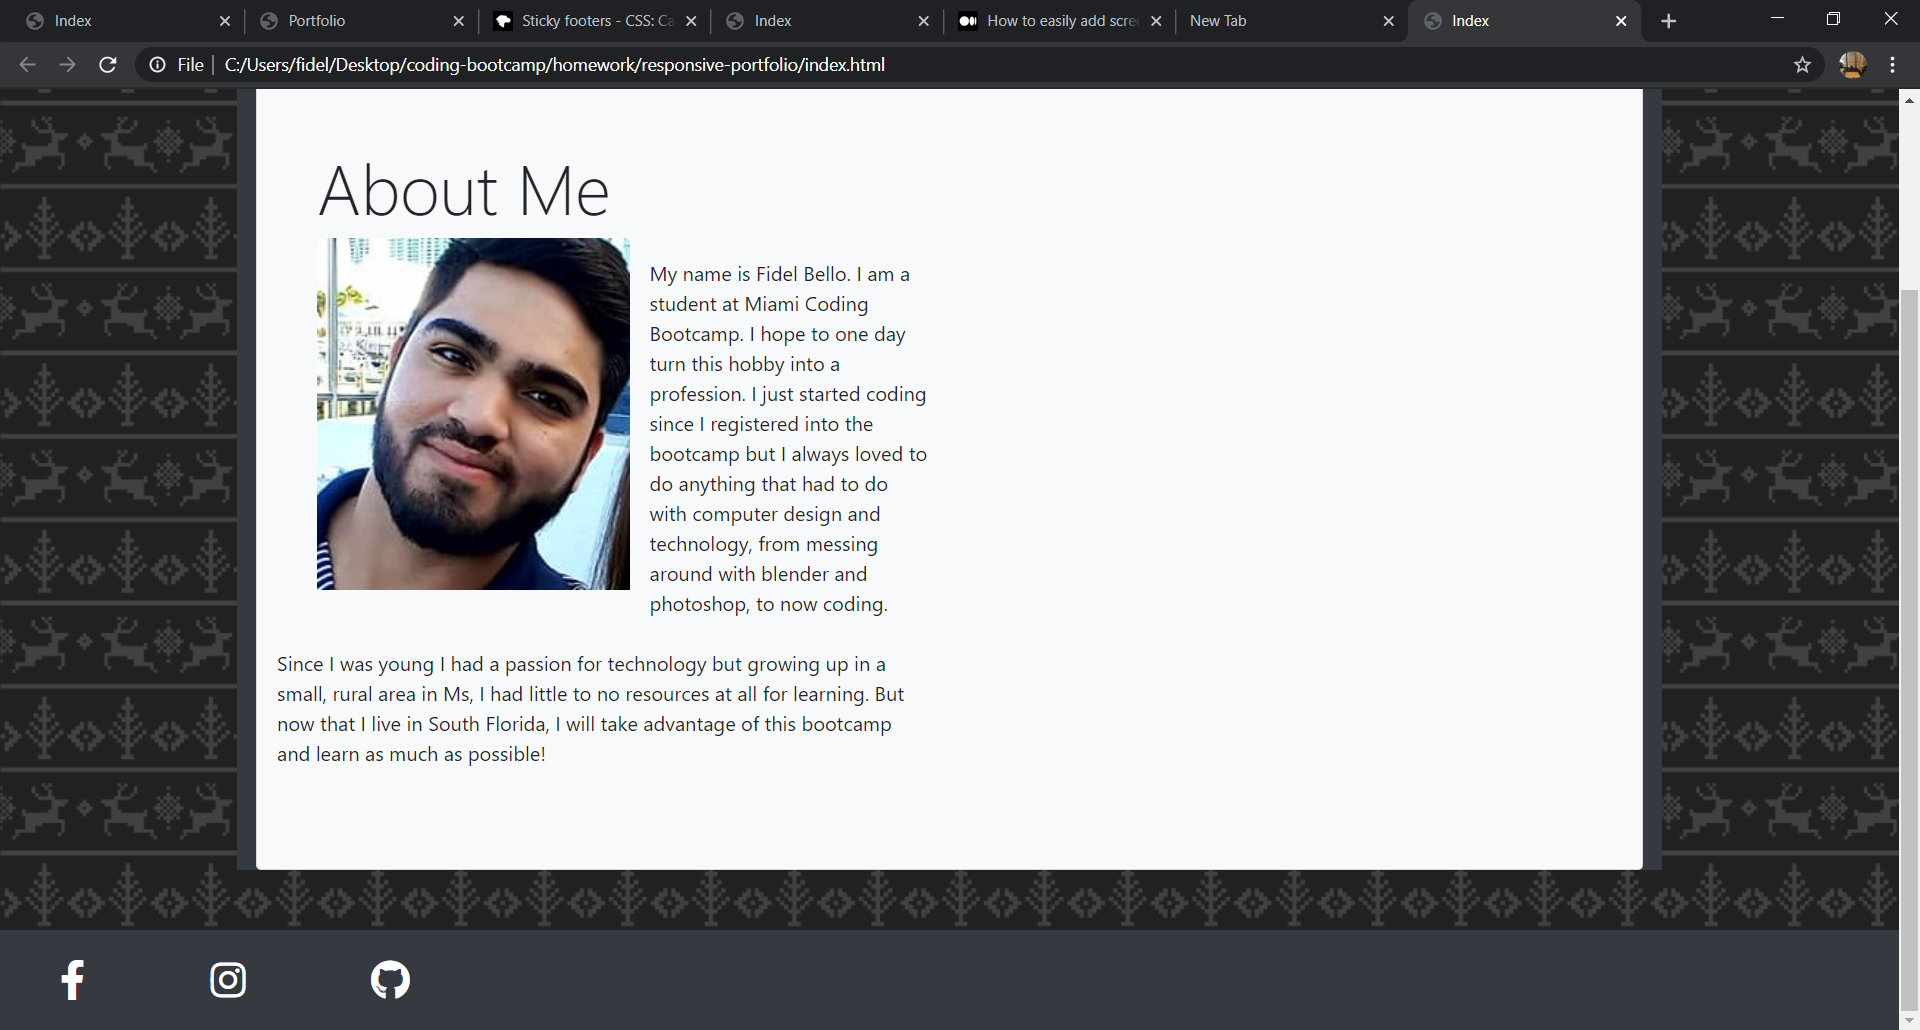 Index
Portfolio
Sticky footers - CSS: Ca
Index
How to easily add scre
New Tab
Index
File
C:/Users/fidel/Desktop/coding-bootcamp/homework/responsive-portfolio/index.html
About Me
My name is Fidel Bello. I am a
student at Miami Coding
Bootcamp. I hope to one day
turn this hobby into a
profession. I just started coding
since I registered into the
bootcamp but I always loved to
do anything that had to do
with computer design and
technology, from messing
around with blender and
photoshop, to now coding.
Since I was young I had a passion for technology but growing up in a
small, rural area in Ms, I had little to no resources at all for learning. But
now that I live in South Florida, I will take advantage of this bootcamp
and learn as much as possible!